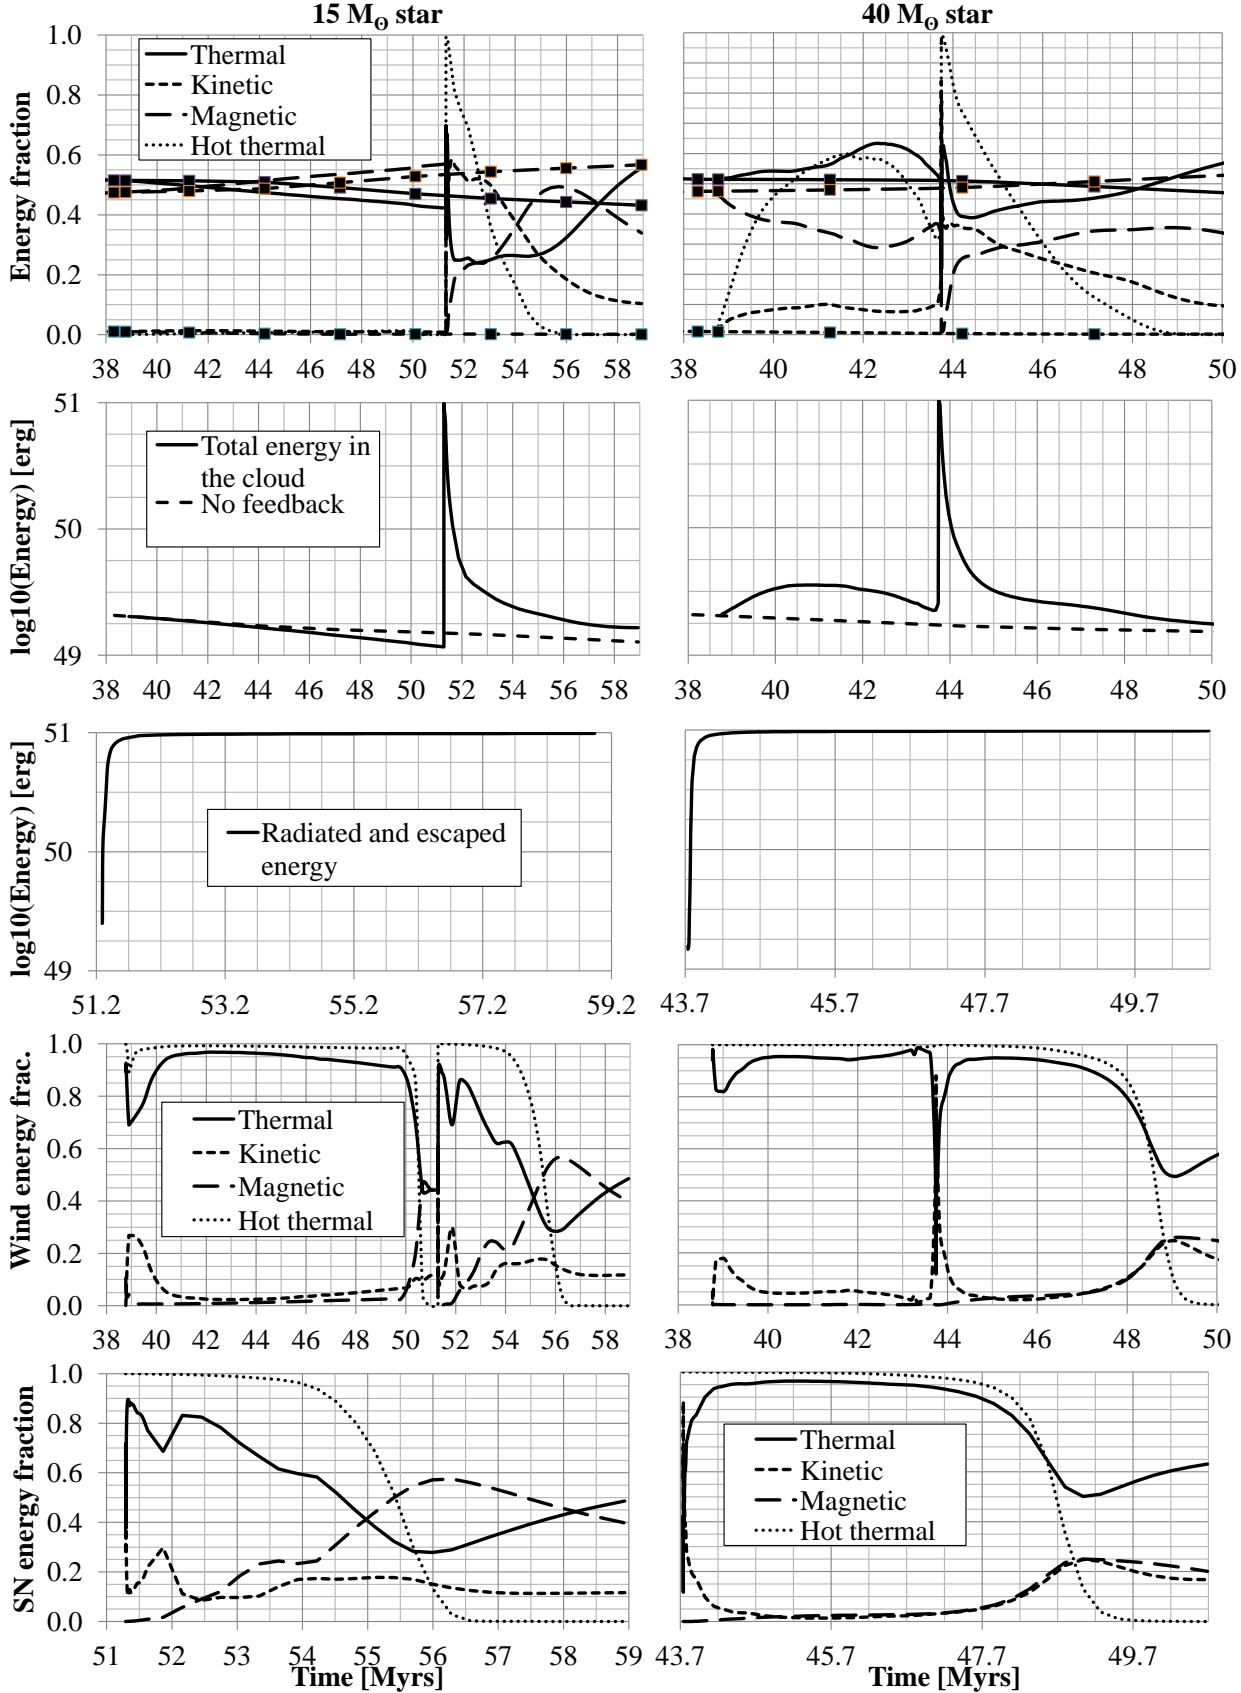 15 M⊙ star
40 M⊙ star
Energy fraction
1.0
0.8
0.6
0.4
0.2
0.0
Thermal
Kinetic
Magnetic
Hot thermal
38 40 42 44 46 48 50 52 54 56 58
38 40 42 44 46 48 50
log10(Energy) [erg]
51
50
49
Total energy in
the cloud
No feedback
38 40 42 44 46 48 50 52 54 56 58
38 40 42 44 46 48 50
log10(Energy) [erg]
51
50
49
Radiated and escaped
energy
51.2 53.2 55.2 57.2 59.2
43.7 45.7 47.7 49.7
Wind energy frac.
1.0
0.8
0.6
0.4
0.2
0.0
Thermal
Kinetic
Magnetic
Hot thermal
38 40 42 44 46 48 50 52 54 56 58
38 40 42 44 46 48 50
SN energy fraction
1.0
0.8
0.6
0.4
0.2
0.0
Thermal
Kinetic
Magnetic
Hot thermal
51 52 53 54 55 56 57 58 59
43.7 45.7 47.7 49.7
Time [Myrs]
Time [Myrs]